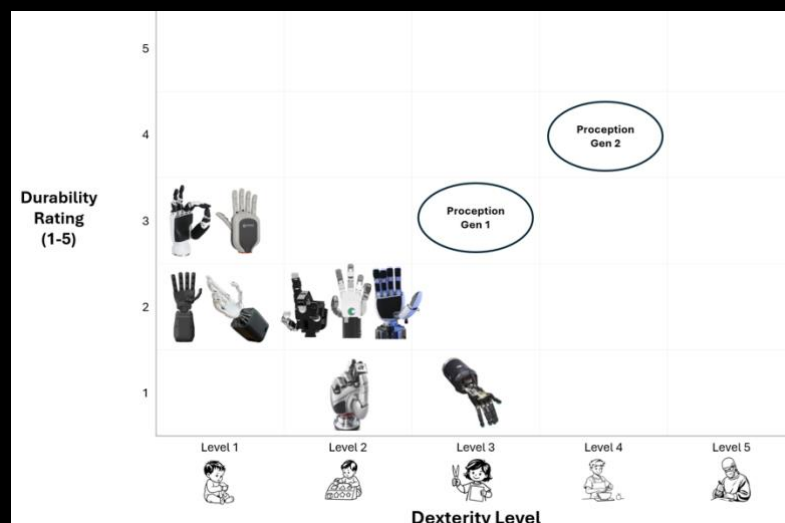 5
4
Proception
Gen 2
Durability
Rating
(1-5)
3
Proception
Gen 1
2
1
Level 1
Level 2
Level 3
Level 4
Level 5
Dexterity Level